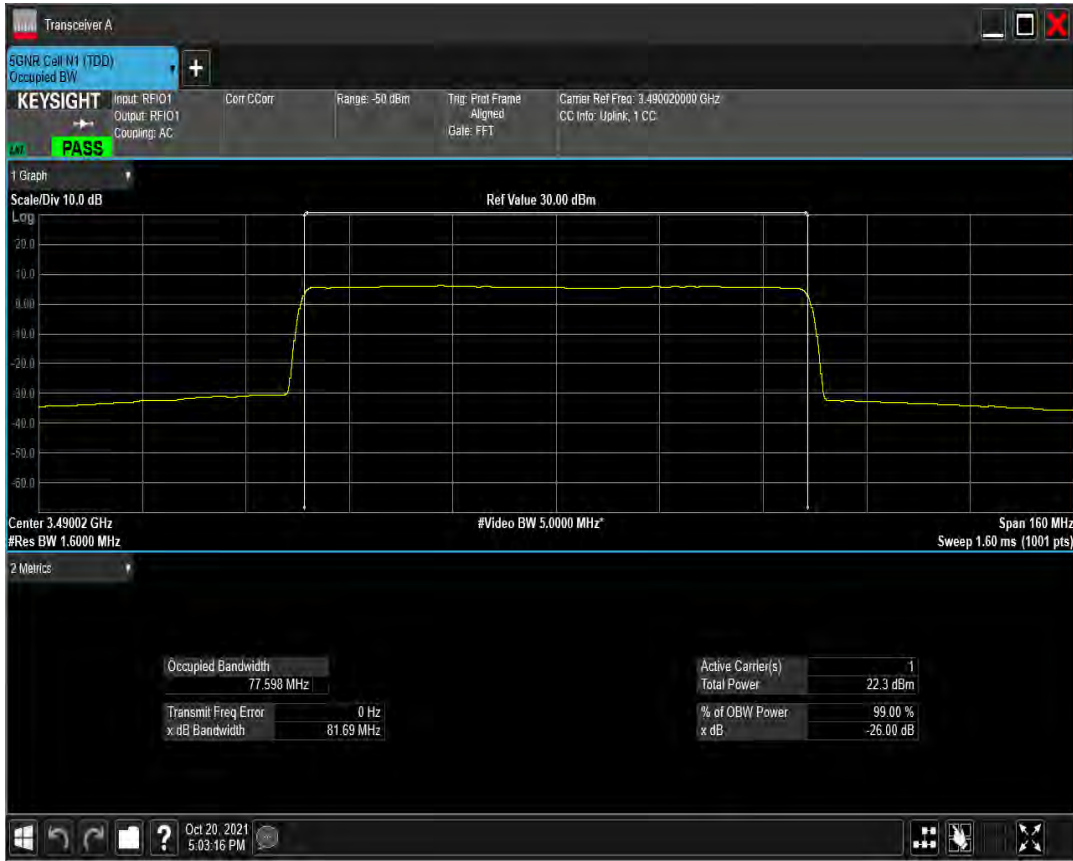 Transceiver A
5GNR Cell N1 (TDD)
Occupied BW
+
KEYSIGHT
Input: RFIO1
Output: RFIO1
Coupling: AC
Corr CCorr
Range: -50 dBm
Trig: Prot Frame
Aligned
Gate: FFT
Carrier Ref Freq: 3.490020000 GHz
CC Info: Uplink, 1 CC
PASS
1 Graph
Scale/Div 10.0 dB
Ref Value 30.00 dBm
Log
20.0
10.0
0.00
-10.0
-20.0
-30.0
-40.0
-50.0
-60.0
Center 3.49002 GHz
#Video BW 5.0000 MHz*
Span 160 MHz
#Res BW 1.6000 MHz
Sweep 1.60 ms (1001 pts)
2 Metrics
Occupied Bandwidth
77.598 MHz
Transmit Freq Error 0 Hz
x dB Bandwidth 81.69 MHz
Active Carrier(s) 1
Total Power 22.3 dBm
% of OBW Power 99.00 %
x dB -26.00 dB
?
Oct 20, 2021
5:03:16 PM